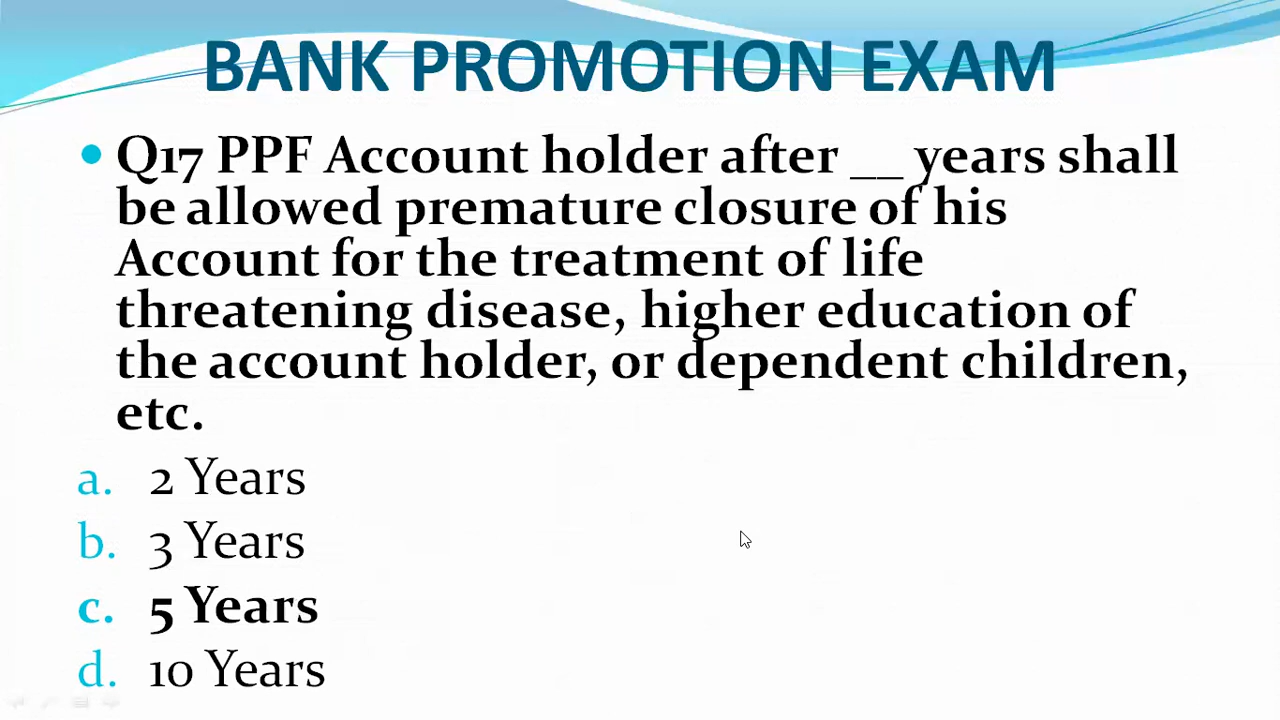 BANK PROMOTION EXAM
• Q17 PPF Account holder after __ years shall
be allowed premature closure of his
Account for the treatment of life
threatening disease, higher education of
the account holder, or dependent children,
etc.
a. 2 Years
b. 3 Years
c. 5 Years
d. 10 Years